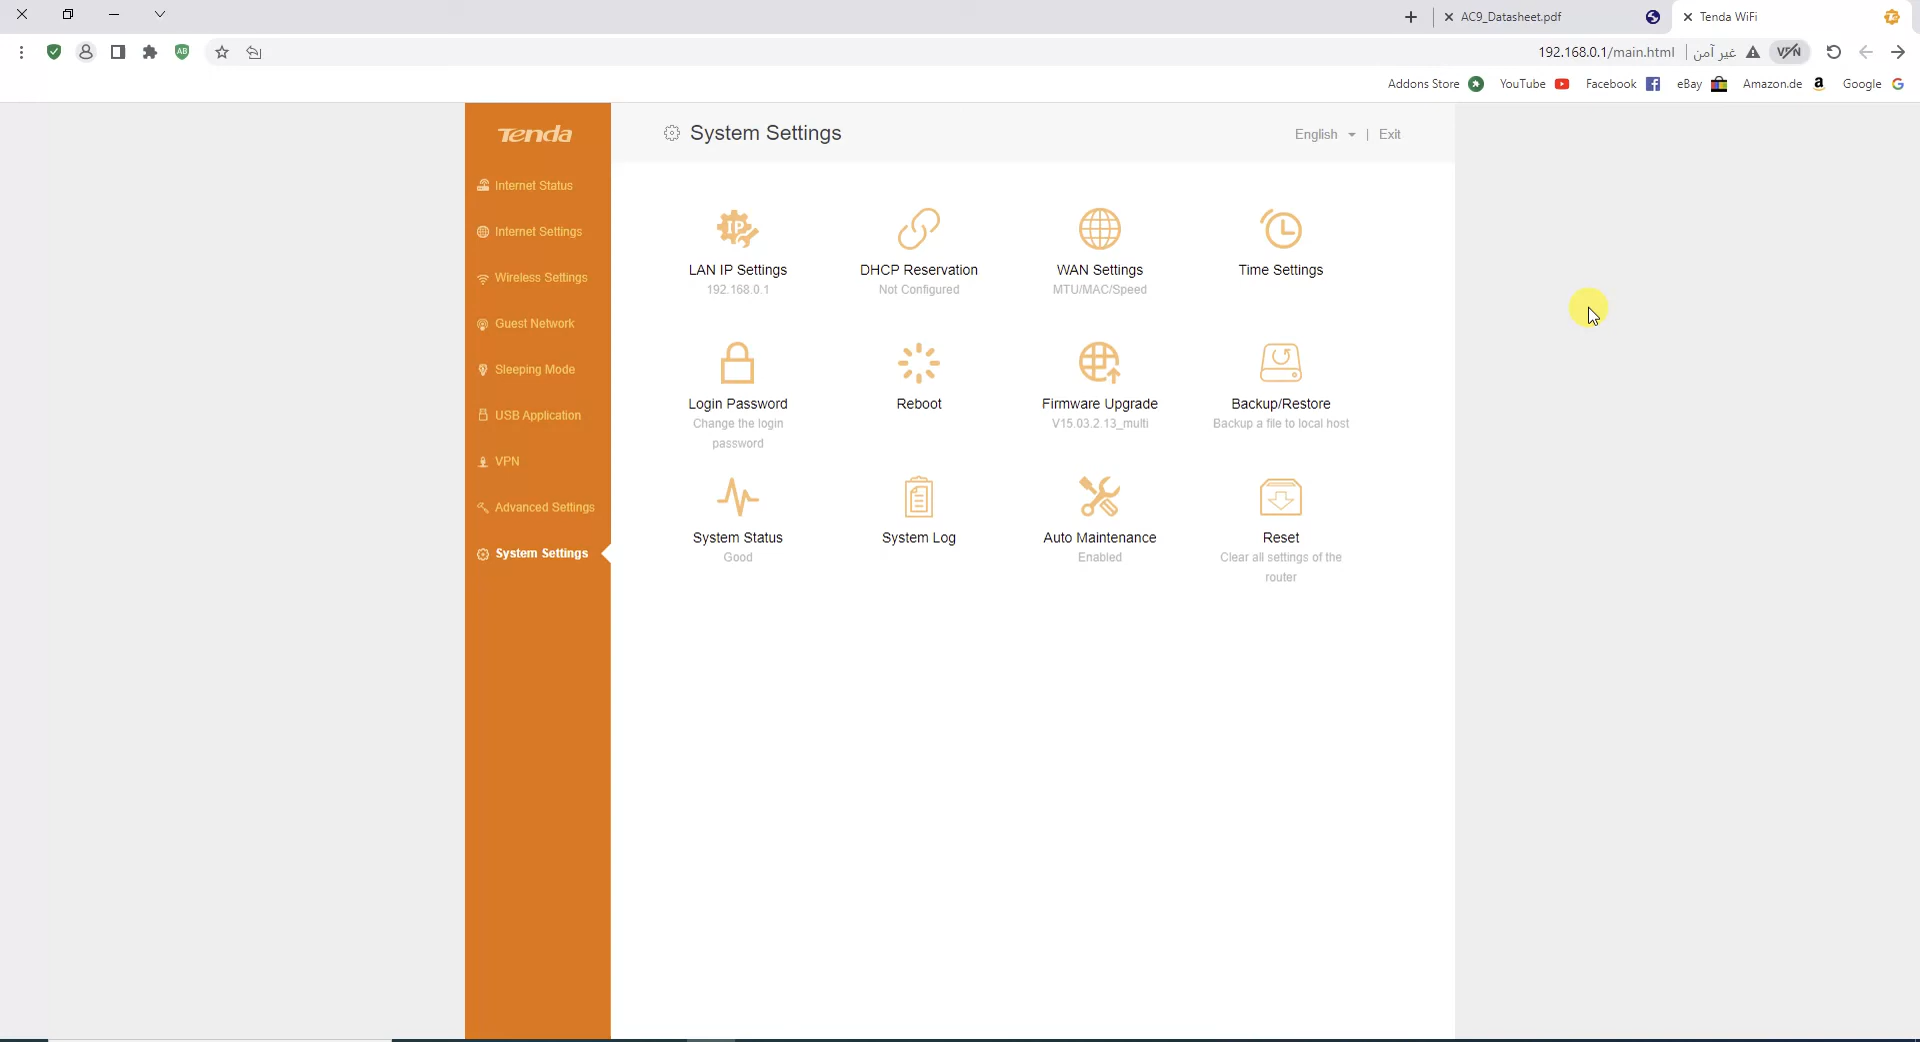 AC9_Datasheet.pdf
Tenda WiFi
AB
192.168.0.1/main.html
غير آمن
VPN
Addons Store
YouTube
Facebook
eBay
Amazon.de
Google
Tenda
System Settings
English
Exit
Internet Status
Internet Settings
Wireless Settings
Guest Network
Sleeping Mode
USB Application
VPN
Advanced Settings
System Settings
IP
LAN IP Settings
192.168.0.1
DHCP Reservation
Not Configured
WAN Settings
MTU/MAC/Speed
Time Settings
Login Password
Change the login
password
Reboot
Firmware Upgrade
V15.03.2.13_multi
Backup/Restore
Backup a file to local host
System Status
Good
System Log
Auto Maintenance
Enabled
Reset
Clear all settings of the
router